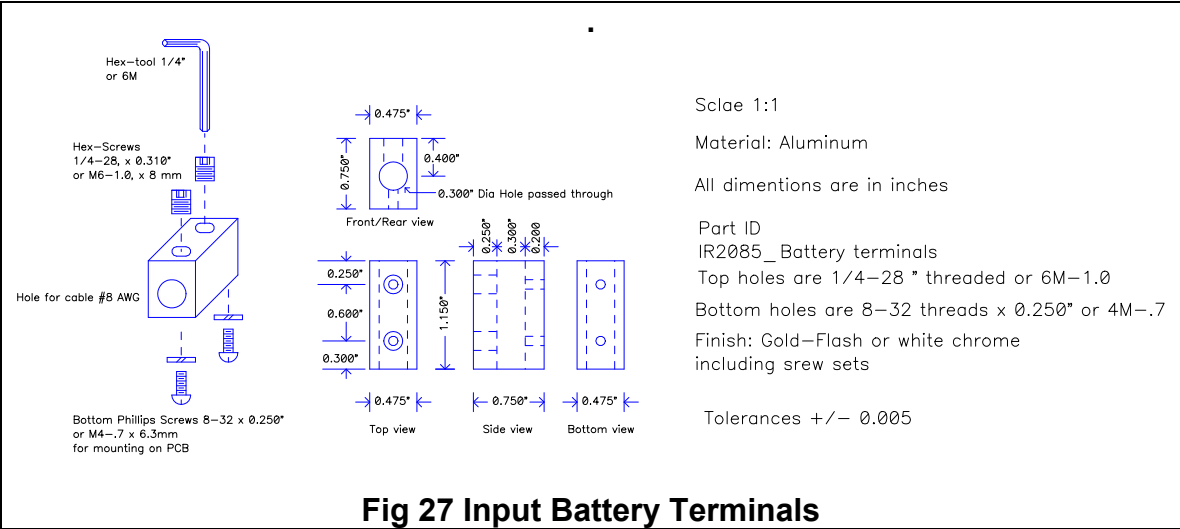 .
Hex-tool 1/4"
or 6M
Hex-Screws
1/4-28, x 0.310"
or M6-1.0, x 8 mm
Hole for cable #8 AWG
Bottom Phillips Screws 8-32 x 0.250"
or M4-.7 x 6.3mm
for mounting on PCB
0.475"
0.750"
0.400"
0.300" Dia Hole passed through
Front/Rear view
0.250"
0.600"
0.300"
0.475"
Top view
1.150"
0.250"
0.300"
0.200
0.750"
Side view
0.475"
Bottom view
Sclae 1:1
Material: Aluminum
All dimentions are in inches
Part ID
IR2085_Battery terminals
Top holes are 1/4-28 " threaded or 6M-1.0
Bottom holes are 8-32 threads x 0.250" or 4M-.7
Finish: Gold-Flash or white chrome
including srew sets
Tolerances +/- 0.005
Fig 27 Input Battery Terminals